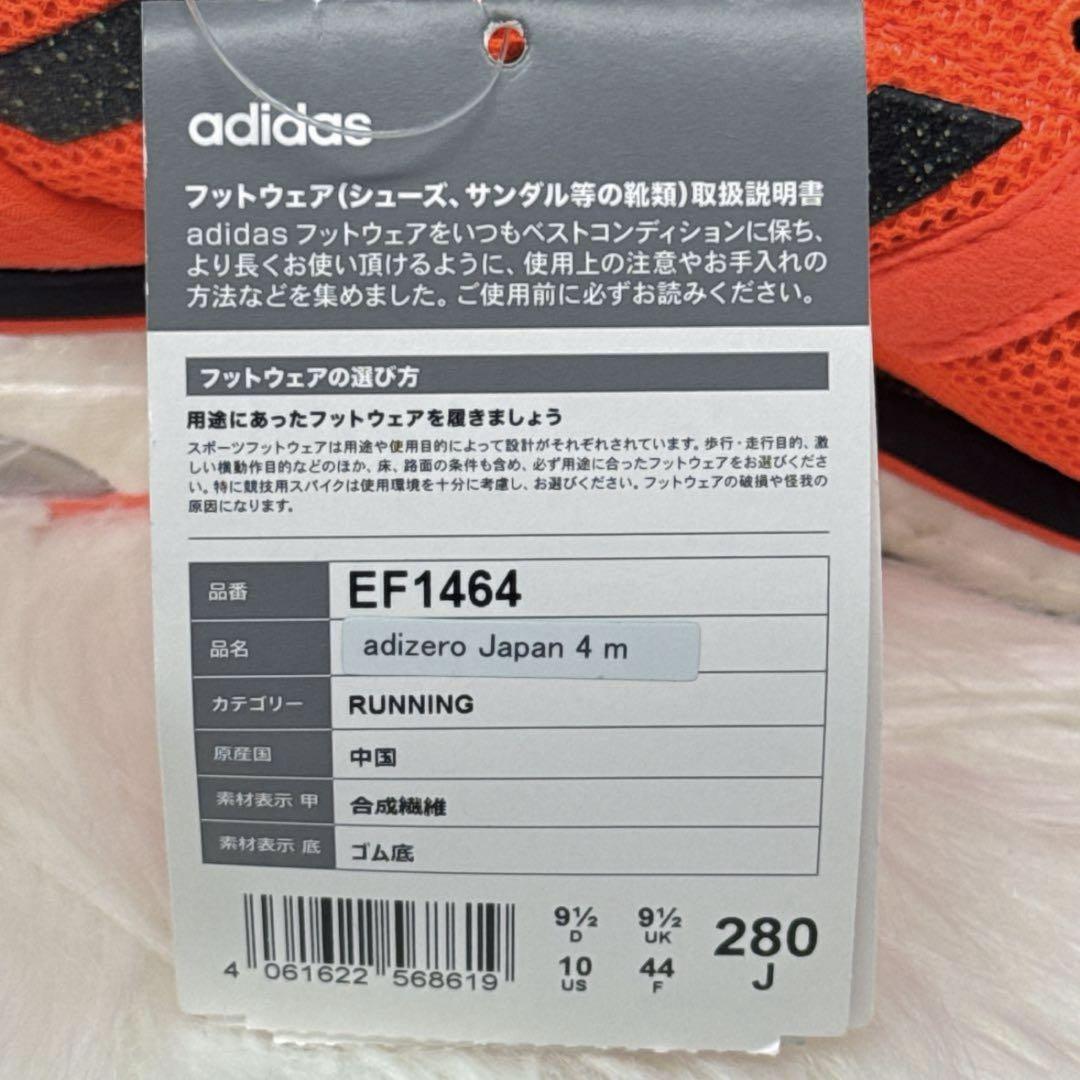 adidas
フットウェア(シューズ、サンダル等の靴類)取扱説明書
adidas フットウェアをいつもベストコンディションに保ち、
より長くお使い頂けるように、使用上の注意やお手入れの
方法などを集めました。ご使用前に必ずお読みください。
フットウェアの選び方
用途にあったフットウェアを履きましょう
スポーツフットウェアは用途や使用目的によって設計がそれぞれされています。歩行・走行目的、激
しい横動作目的などのほか、床、路面の条件も含め、必ず用途に合ったフットウェアをお選びくださ
い。特に競技用スパイクは使用環境を十分に考慮し、お選びください。フットウェアの破損や怪我の
原因になります。
品番 EF1464
品名 adizero Japan 4 m
カテゴリー RUNNING
原産国 中国
素材表示 甲 合成繊維
素材表示 底 ゴム底
9½ 9½ 280
D UK J
10 44
US F
4 061622 568619